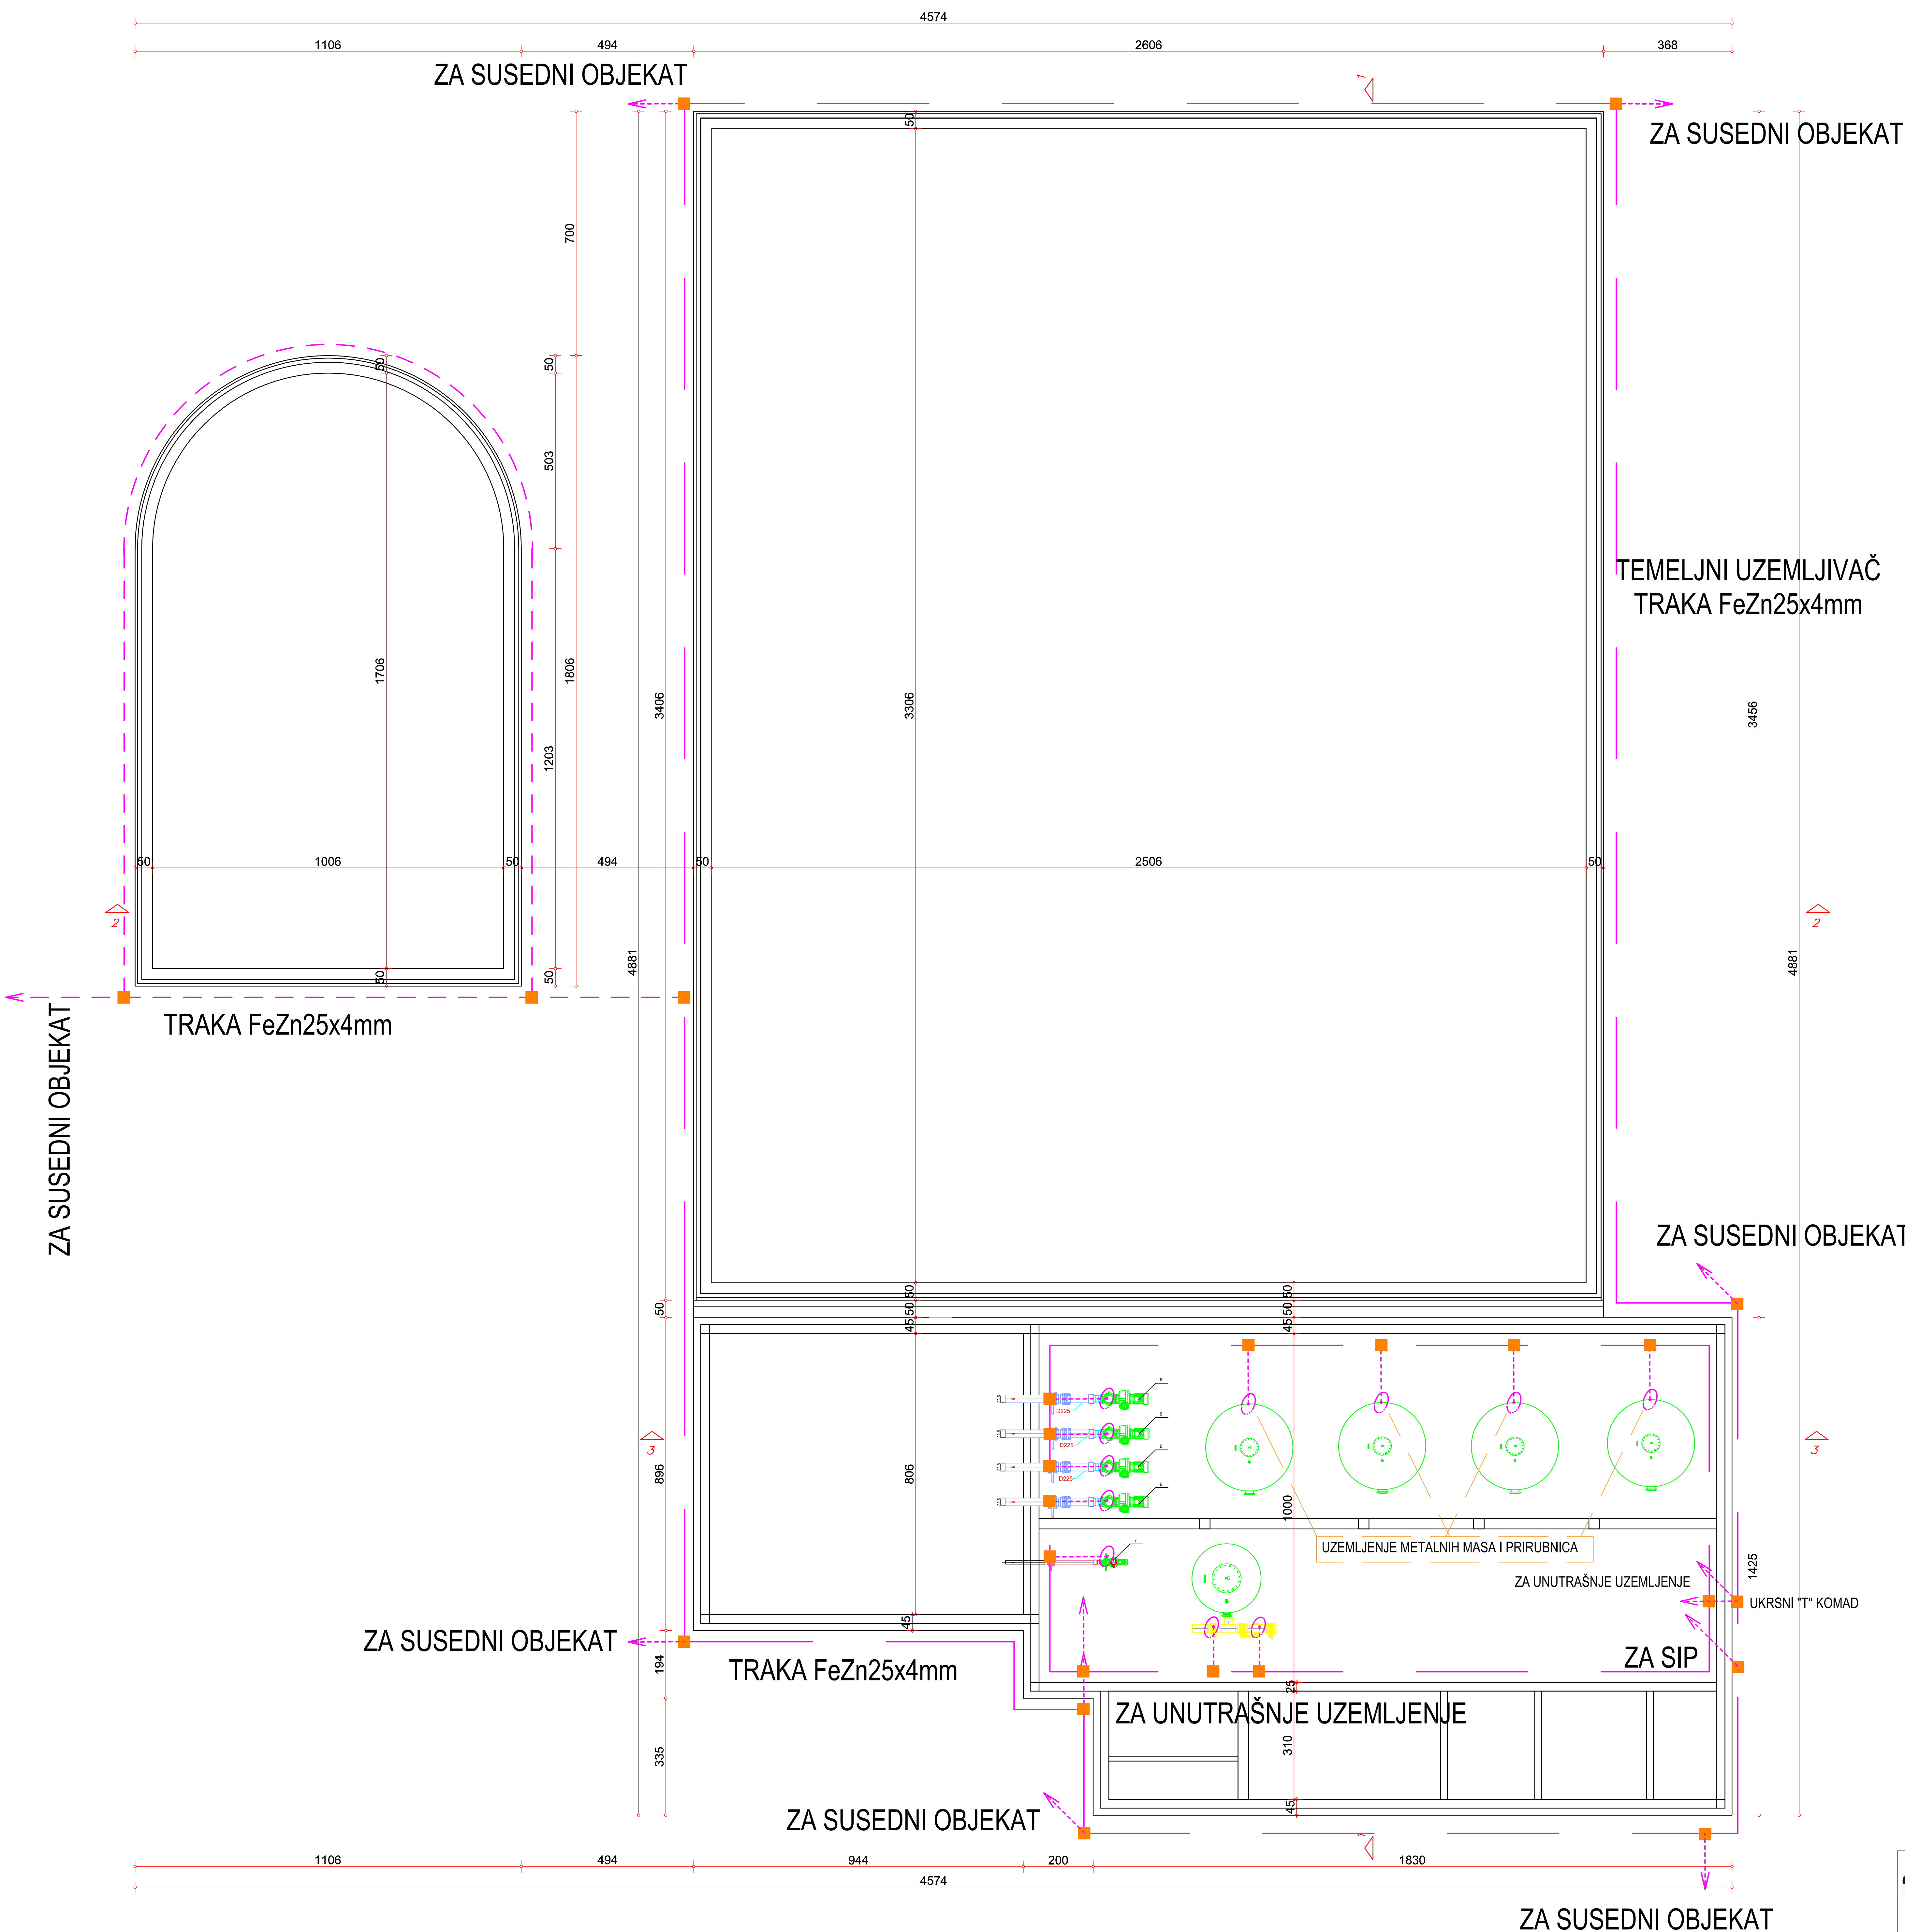 4574
1106
494
2606
368
ZA SUSEDNI OBJEKAT
1
ZA SUSEDNI OBJEKAT
50
700
50
50
503
TEMELJNI UZEMLJIVAČ
TRAKA FeZn25x4mm
1706
1806
3406
3306
3456
1203
50
1006
50
494
50
2506
50
2
2
4881
4881
50
50
TRAKA FeZn25x4mm
ZA SUSEDNI OBJEKAT
ZA SUSEDNI OBJEKAT
50
50
50
50
50
45
45
D225
D225
D225
3
3
896
806
1000
UZEMLJENJE METALNIH MASA I PRIRUBNICA
1425
ZA UNUTRAŠNJE UZEMLJENJE
UKRSNI "T" KOMAD
45
ZA SUSEDNI OBJEKAT
194
TRAKA FeZn25x4mm
ZA SIP
25
ZA UNUTRAŠNJE UZEMLJENJE
335
310
45
ZA SUSEDNI OBJEKAT
1
1106
494
944
200
1830
4574
ZA SUSEDNI OBJEKAT